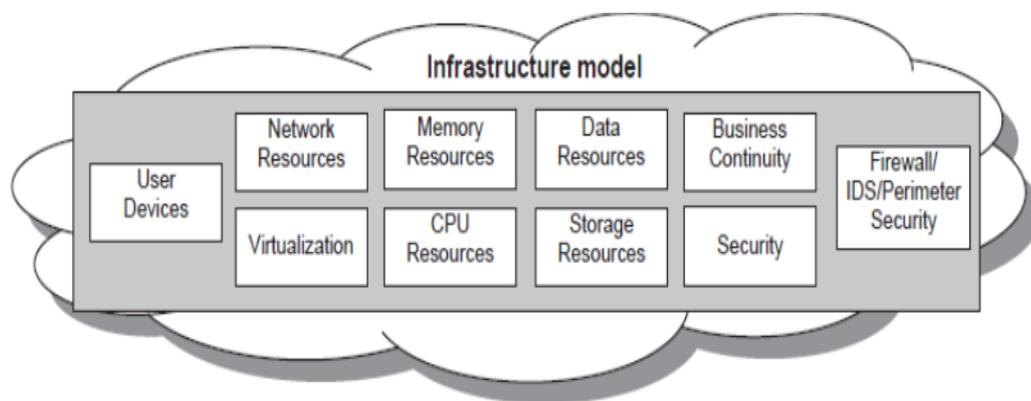 Infrastructure model
User
Devices
Network
Resources
Memory
Resources
Data
Resources
Business
Continuity
Virtualization
CPU
Resources
Storage
Resources
Security
Firewall/
IDS/Perimeter
Security